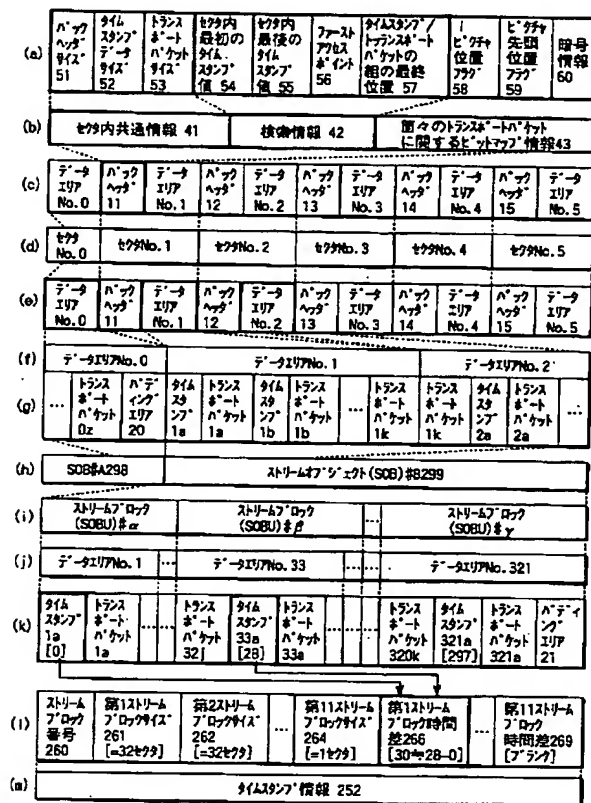 (a)
パック ヘッダ サイズ 51
タイム スタンプ データ サイズ 52
トランス ポート パケット サイズ 53
セクタ内 最初の タイム スタンプ 値 54
セクタ内 最後の タイム スタンプ 値 55
ファースト アクセス ポイント 56
タイムスタンプ/ トランスポート パケットの 組の最終 位置 57
I ピクチャ 位置 フラグ 58
ピクチャ 先頭 位置 フラグ 59
暗号 情報 60
(b)
セクタ内共通情報 41
検索情報 42
箇々のトランスポートパケット に関するビットマップ情報43
(c)
データ エリア No.0
パック ヘッダ 11
データ エリア No.1
パック ヘッダ 12
データ エリア No.2
パック ヘッダ 13
データ エリア No.3
パック ヘッダ 14
データ エリア No.4
パック ヘッダ 15
データ エリア No.5
(d)
セクタ No.0
セクタNo.1
セクタNo.2
セクタNo.3
セクタNo.4
セクタNo.5
(e)
データ エリア No.0
パック ヘッダ 11
データ エリア No.1
パック ヘッダ 12
データ エリア No.2
パック ヘッダ 13
データ エリア No.3
パック ヘッダ 14
データ エリア No.4
パック ヘッダ 15
データ エリア No.5
(f)
データエリアNo.0
データエリアNo.1
データエリアNo.2
(g)
…
トランス ポート パケット 0z
パディ ング エリア 20
タイム スタ ンプ 1a
トランス ポート パケット 1a
タイム スタ ンプ 1b
トランス ポート パケット 1b
…
トランス ポート パケット 1k
トランス ポート パケット 1k
タイム スタ ンプ 2a
トランス ポート パケット 2a
…
(h)
SOB#A298
ストリームオブジェクト(SOB)#B299
(i)
ストリームブロック (SOBU)#α
ストリームブロック (SOBU)#β
…
ストリームブロック (SOBU)#γ
(j)
データエリアNo.1
…
データエリアNo.33
…
データエリアNo.321
(k)
タイム スタンプ 1a [0]
トランス ポート パケット 1a
…
トランス ポート パケット 32j
タイム スタンプ 33a [28]
トランス ポート パケット 33a
…
トランス ポート パケット 320k
タイム スタンプ 321a [297]
トランス ポート パケット 321a
パディ ング エリア 21
(l)
ストリーム ブロック 番号 260
第1ストリーム ブロックサイズ 261 [=32セクタ]
第2ストリーム ブロックサイズ 262 [=32セクタ]
…
第11ストリーム ブロックサイズ 264 [=1セクタ]
第1ストリーム ブロック時間 差266 [30≒28-0]
…
第11ストリーム ブロック 時間差269 [ブランク]
(m)
タイムスタンプ情報 252